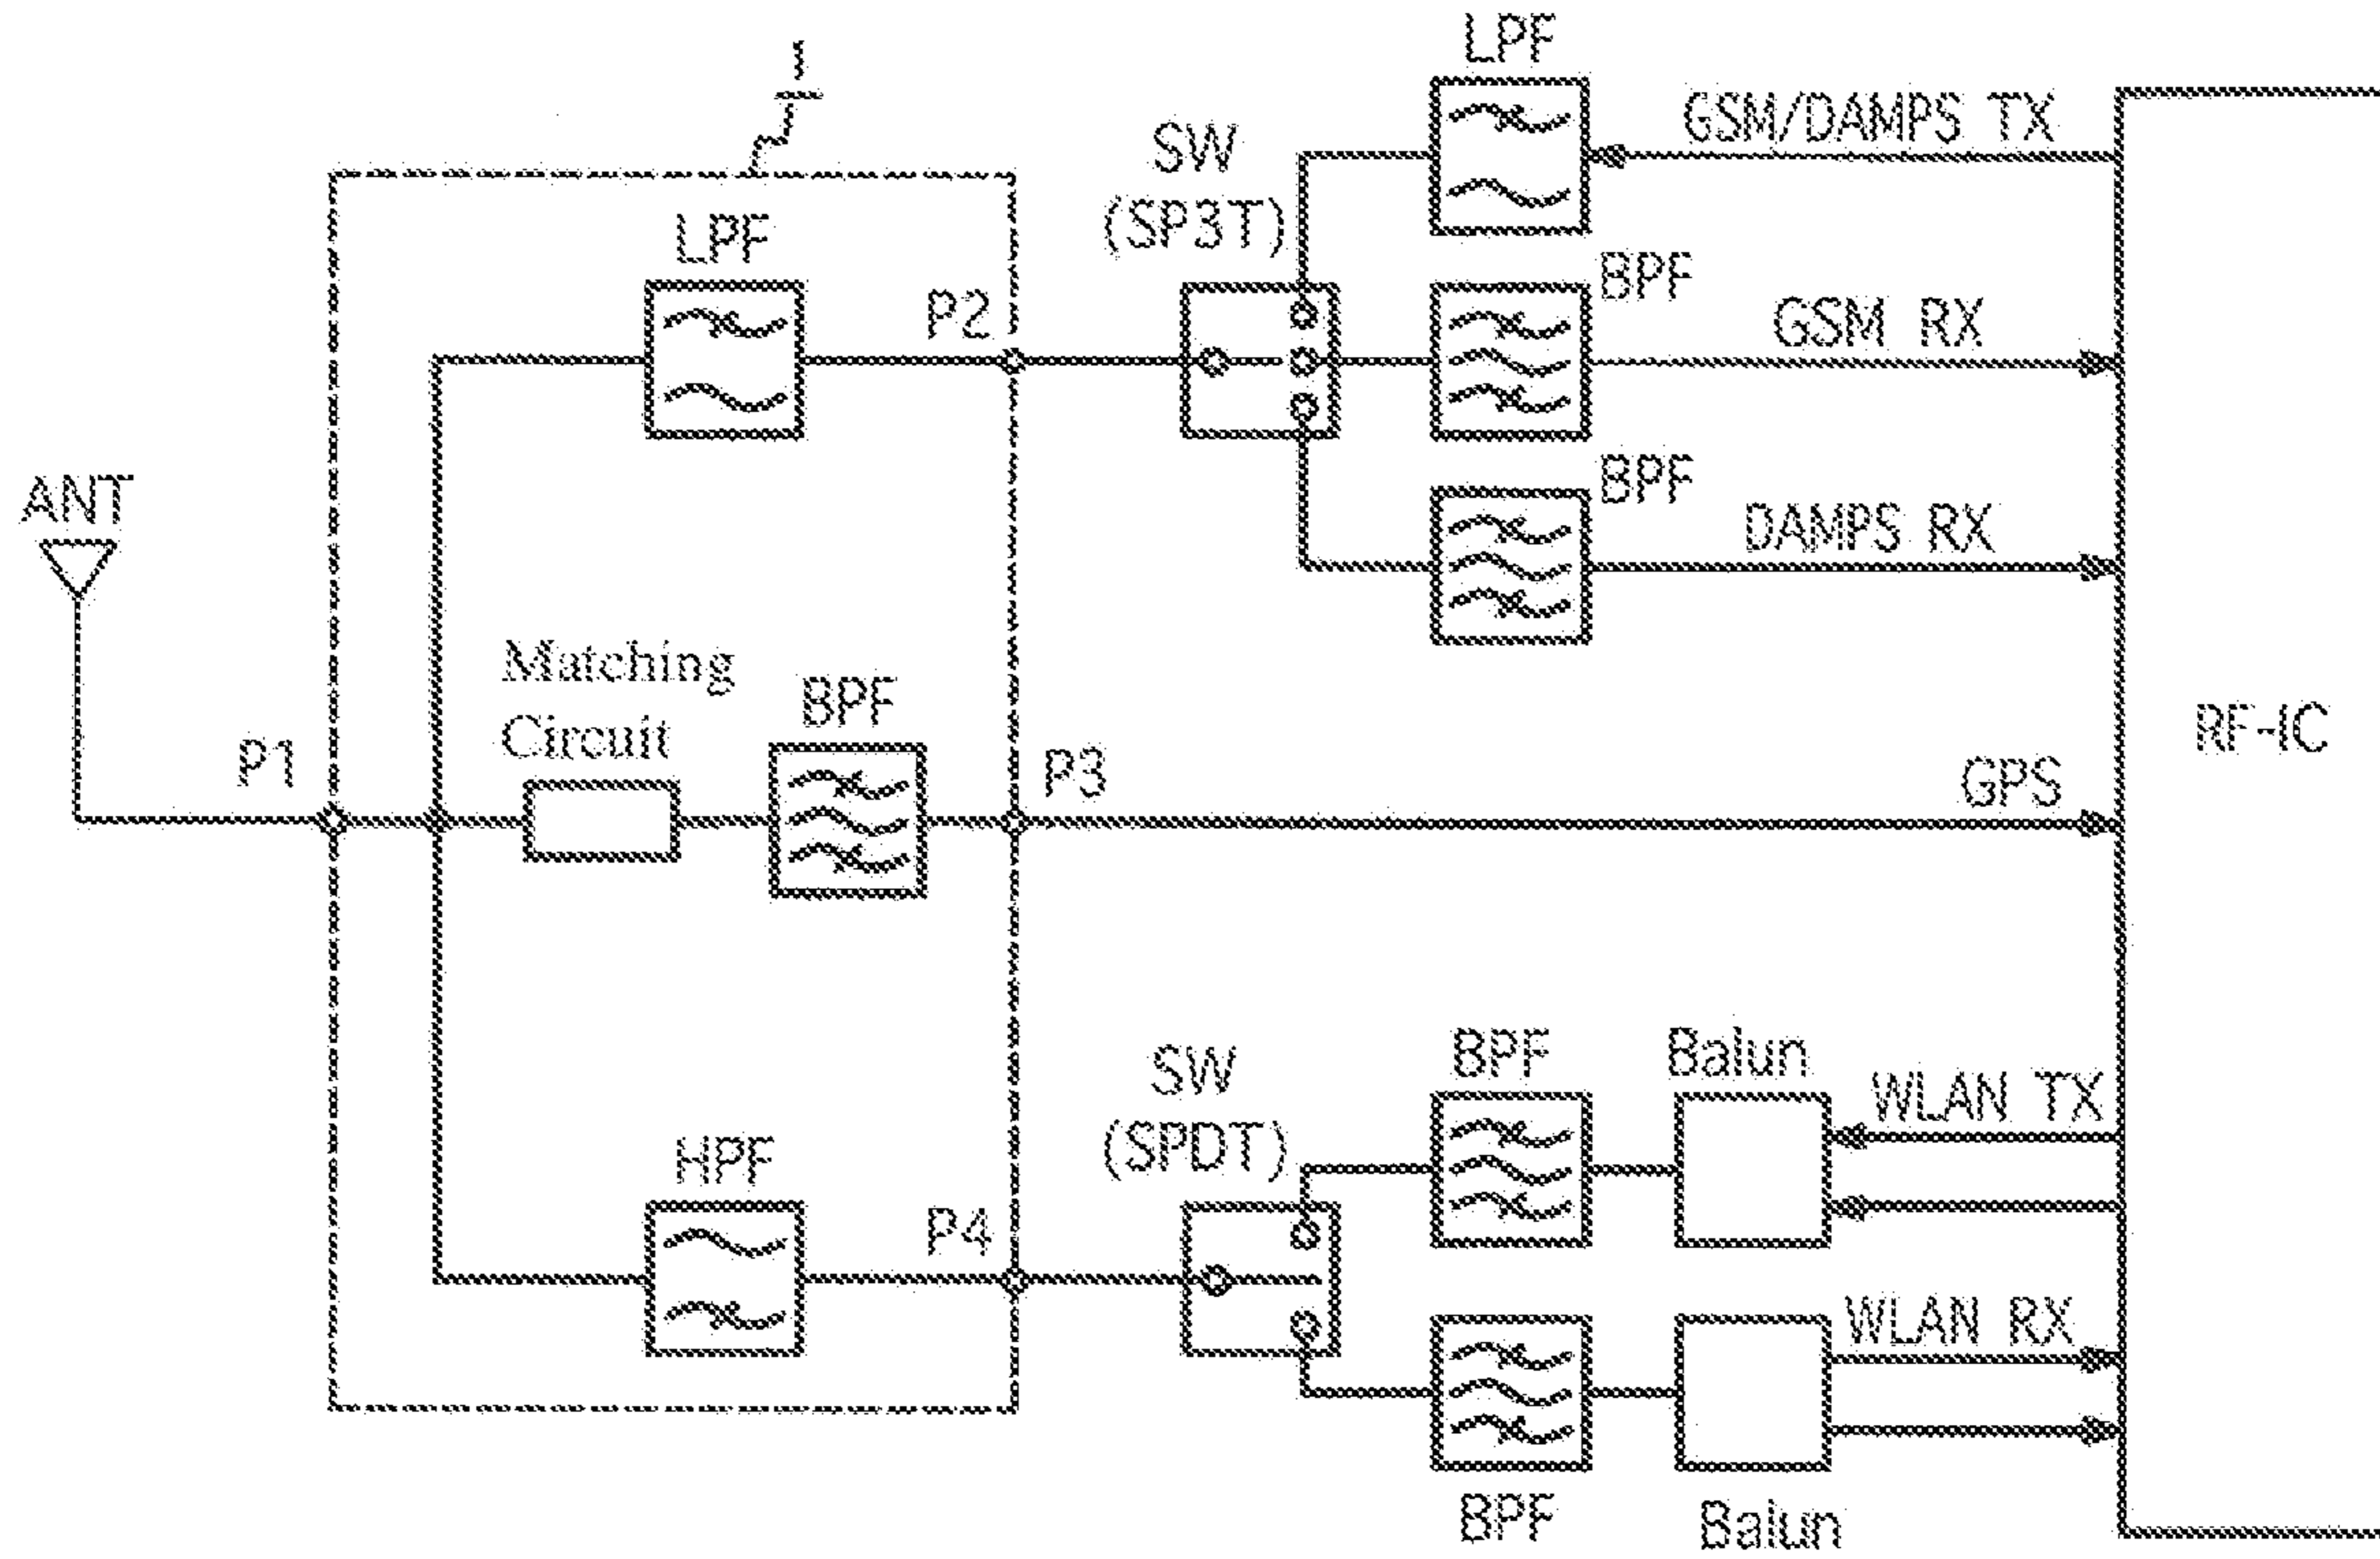 1
LPF
GSM/DAMPS TX
SW
(SP3T)
LPF
P2
BPF
GSM RX
BPF
DAMPS RX
ANT
Matching
Circuit
BPF
P1
P3
GPS
RF-IC
SW
(SPDT)
BPF
Balun
WLAN TX
HPF
P4
WLAN RX
BPF
Balun